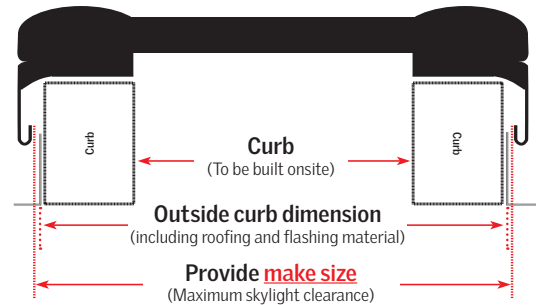 Curb
Curb
Curb
(To be built onsite)
Outside curb dimension
(including roofing and flashing material)
Provide make size
(Maximum skylight clearance)